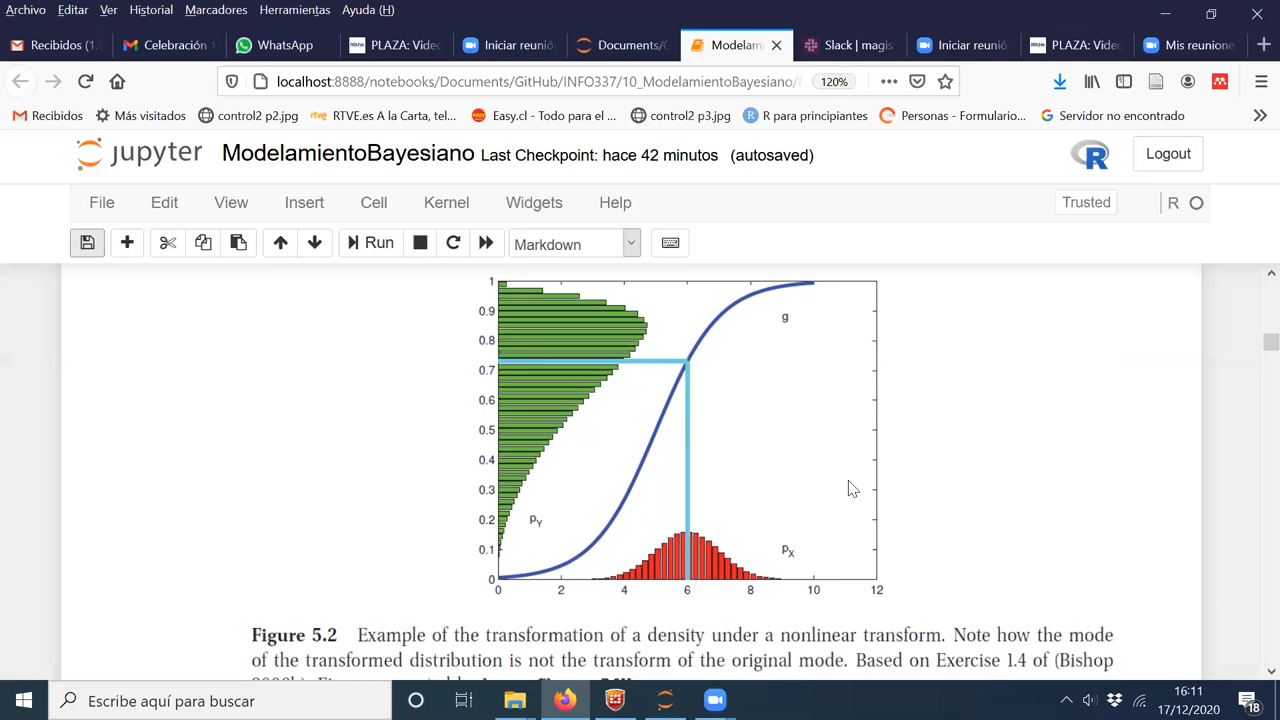 Archivo Editar Ver Historial Marcadores Herramientas Ayuda (H)
Recibidos (1. Celebración 1 WhatsApp PLAZA: Vide Iniciar reunió Documents/G Modelam Slack | magis Iniciar reunió PLAZA: Vide Mis reunione
localhost:8888/notebooks/Documents/GitHub/INFO337/10_ModelamientoBayesiano/ 120%
Recibidos Más visitados control2 p2.jpg RTVE.es A la Carta, tel... Easy.cl - Todo para el ... control2 p3.jpg R para principiantes Personas - Formulario... Servidor no encontrado
jupyter ModelamientoBayesiano Last Checkpoint: hace 42 minutos (autosaved) R Logout
File Edit View Insert Cell Kernel Widgets Help Trusted R
Run Markdown
1
0.9
g
0.8
0.7
0.6
0.5
0.4
0.3
0.2
pY
0.1
pX
0
0 2 4 6 8 10 12
Figure 5.2 Example of the transformation of a density under a nonlinear transform. Note how the mode
of the transformed distribution is not the transform of the original mode. Based on Exercise 1.4 of (Bishop
Escribe aquí para buscar
16:11
17/12/2020
18